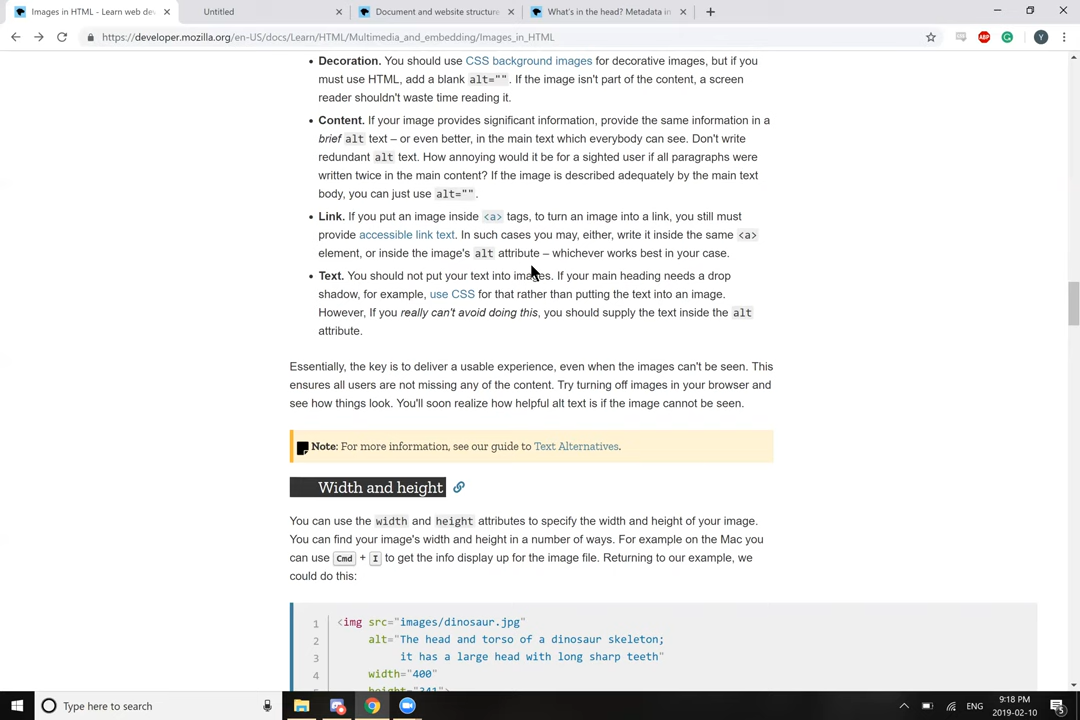 Images in HTML - Learn web dev
Untitled
Document and website structure
What's in the head? Metadata in
https://developer.mozilla.org/en-US/docs/Learn/HTML/Multimedia_and_embedding/Images_in_HTML
ABP
Y
Decoration. You should use CSS background images for decorative images, but if you
must use HTML, add a blank alt="". If the image isn't part of the content, a screen
reader shouldn't waste time reading it.
Content. If your image provides significant information, provide the same information in a
brief alt text – or even better, in the main text which everybody can see. Don't write
redundant alt text. How annoying would it be for a sighted user if all paragraphs were
written twice in the main content? If the image is described adequately by the main text
body, you can just use alt="".
Link. If you put an image inside <a> tags, to turn an image into a link, you still must
provide accessible link text. In such cases you may, either, write it inside the same <a>
element, or inside the image's alt attribute – whichever works best in your case.
Text. You should not put your text into images. If your main heading needs a drop
shadow, for example, use CSS for that rather than putting the text into an image.
However, If you really can't avoid doing this, you should supply the text inside the alt
attribute.
Essentially, the key is to deliver a usable experience, even when the images can't be seen. This
ensures all users are not missing any of the content. Try turning off images in your browser and
see how things look. You'll soon realize how helpful alt text is if the image cannot be seen.
Note: For more information, see our guide to Text Alternatives.
Width and height
You can use the width and height attributes to specify the width and height of your image.
You can find your image's width and height in a number of ways. For example on the Mac you
can use Cmd + I to get the info display up for the image file. Returning to our example, we
could do this:
1 <img src="images/dinosaur.jpg"
2 alt="The head and torso of a dinosaur skeleton;
3 it has a large head with long sharp teeth"
4 width="400"
height="341">
Type here to search
ENG
9:18 PM
2019-02-10